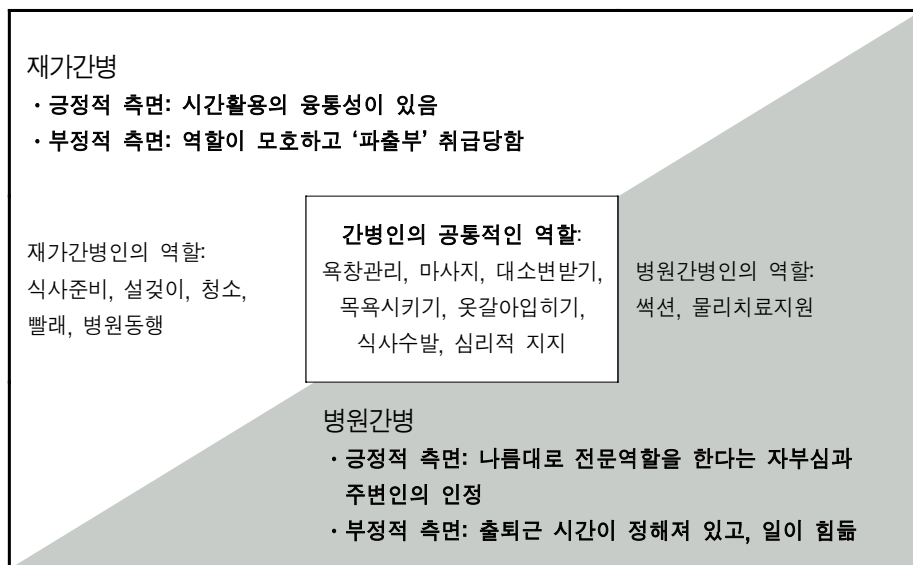 재가간병
· 긍정적 측면: 시간활용의 융통성이 있음
· 부정적 측면: 역할이 모호하고 ‘파출부’ 취급당함
재가간병인의 역할:
식사준비, 설겆이, 청소,
빨래, 병원동행
간병인의 공통적인 역할:
욕창관리, 마사지, 대소변받기,
목욕시키기, 옷갈아입히기,
식사수발, 심리적 지지
병원간병인의 역할:
썩션, 물리치료지원
병원간병
· 긍정적 측면: 나름대로 전문역할을 한다는 자부심과
주변인의 인정
· 부정적 측면: 출퇴근 시간이 정해져 있고, 일이 힘듦